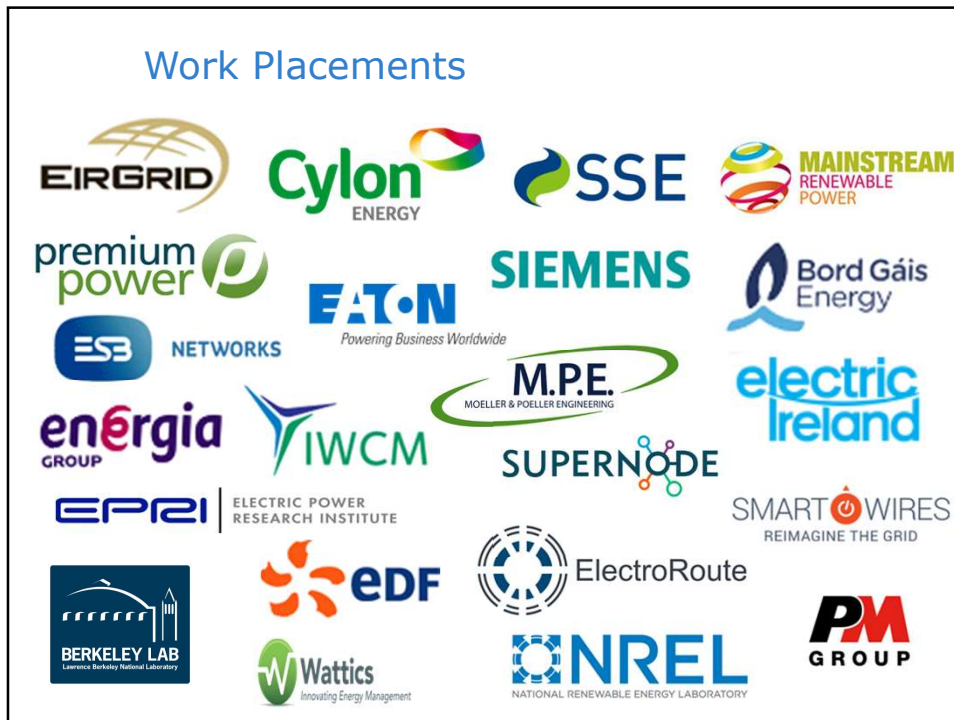 Work Placements
EIRGRID
Cylon
ENERGY
SSE
MAINSTREAM
RENEWABLE
POWER
premium
power
p
EATON
Powering Business Worldwide
SIEMENS
Bord Gáis
Energy
ESB NETWORKS
M.P.E.
MOELLER & POELLER ENGINEERING
electric
Ireland
energia
GROUP
IWCM
SUPERNODE
EPRI ELECTRIC POWER
RESEARCH INSTITUTE
SMART WIRES
REIMAGINE THE GRID
BERKELEY LAB
Lawrence Berkeley National Laboratory
eDF
ElectroRoute
W Wattics
Innovating Energy Management
NREL
NATIONAL RENEWABLE ENERGY LABORATORY
PM
GROUP